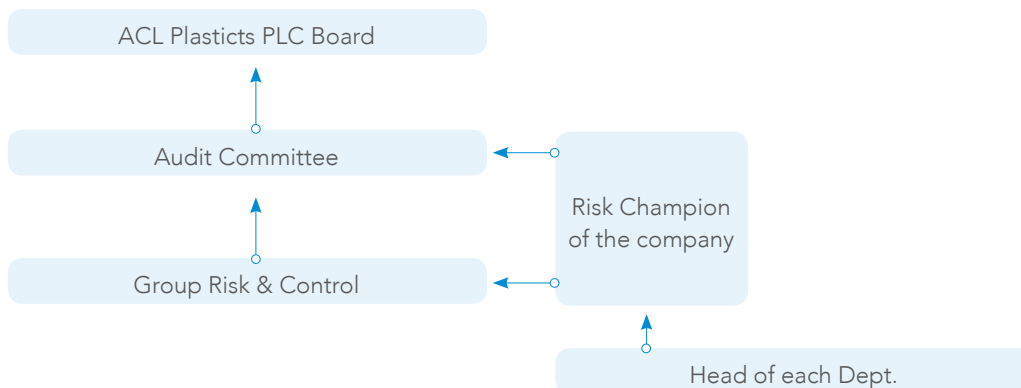 ACL Plasticts PLC Board
Audit Committee
Risk Champion
of the company
Group Risk & Control
Head of each Dept.